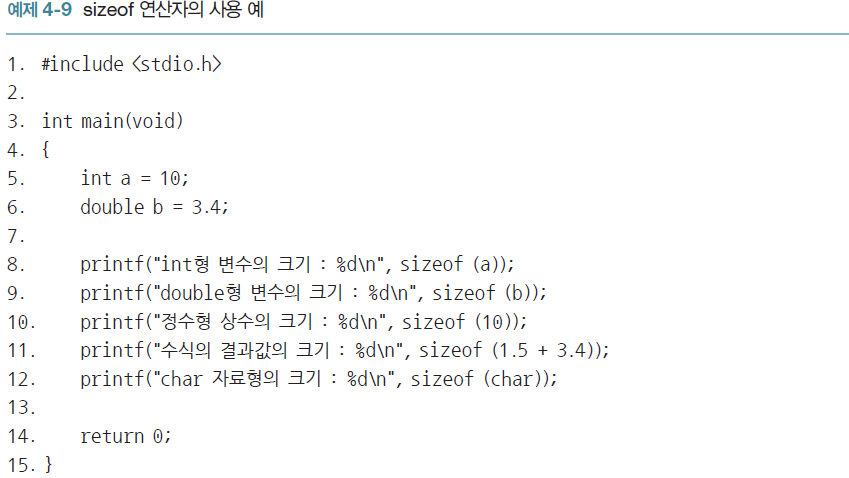 예제 4-9 sizeof 연산자의 사용 예
1. #include <stdio.h>
2.
3. int main(void)
4. {
5. int a = 10;
6. double b = 3.4;
7.
8. printf("int형 변수의 크기 : %d\n", sizeof (a));
9. printf("double형 변수의 크기 : %d\n", sizeof (b));
10. printf("정수형 상수의 크기 : %d\n", sizeof (10));
11. printf("수식의 결과값의 크기 : %d\n", sizeof (1.5 + 3.4));
12. printf("char 자료형의 크기 : %d\n", sizeof (char));
13.
14. return 0;
15. }